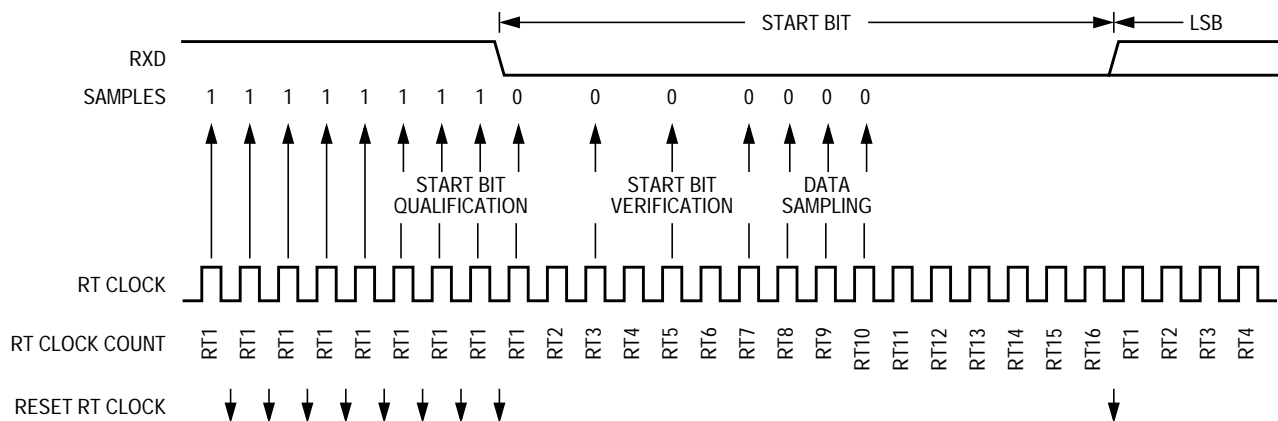 START BIT LSB
RXD
SAMPLES 1 1 1 1 1 1 1 1 0 0 0 0 0 0 0
START BIT QUALIFICATION
START BIT VERIFICATION
DATA SAMPLING
RT CLOCK
RT CLOCK COUNT RT1 RT1 RT1 RT1 RT1 RT1 RT1 RT1 RT1 RT2 RT3 RT4 RT5 RT6 RT7 RT8 RT9 RT10 RT11 RT12 RT13 RT14 RT15 RT16 RT1 RT2 RT3 RT4
RESET RT CLOCK